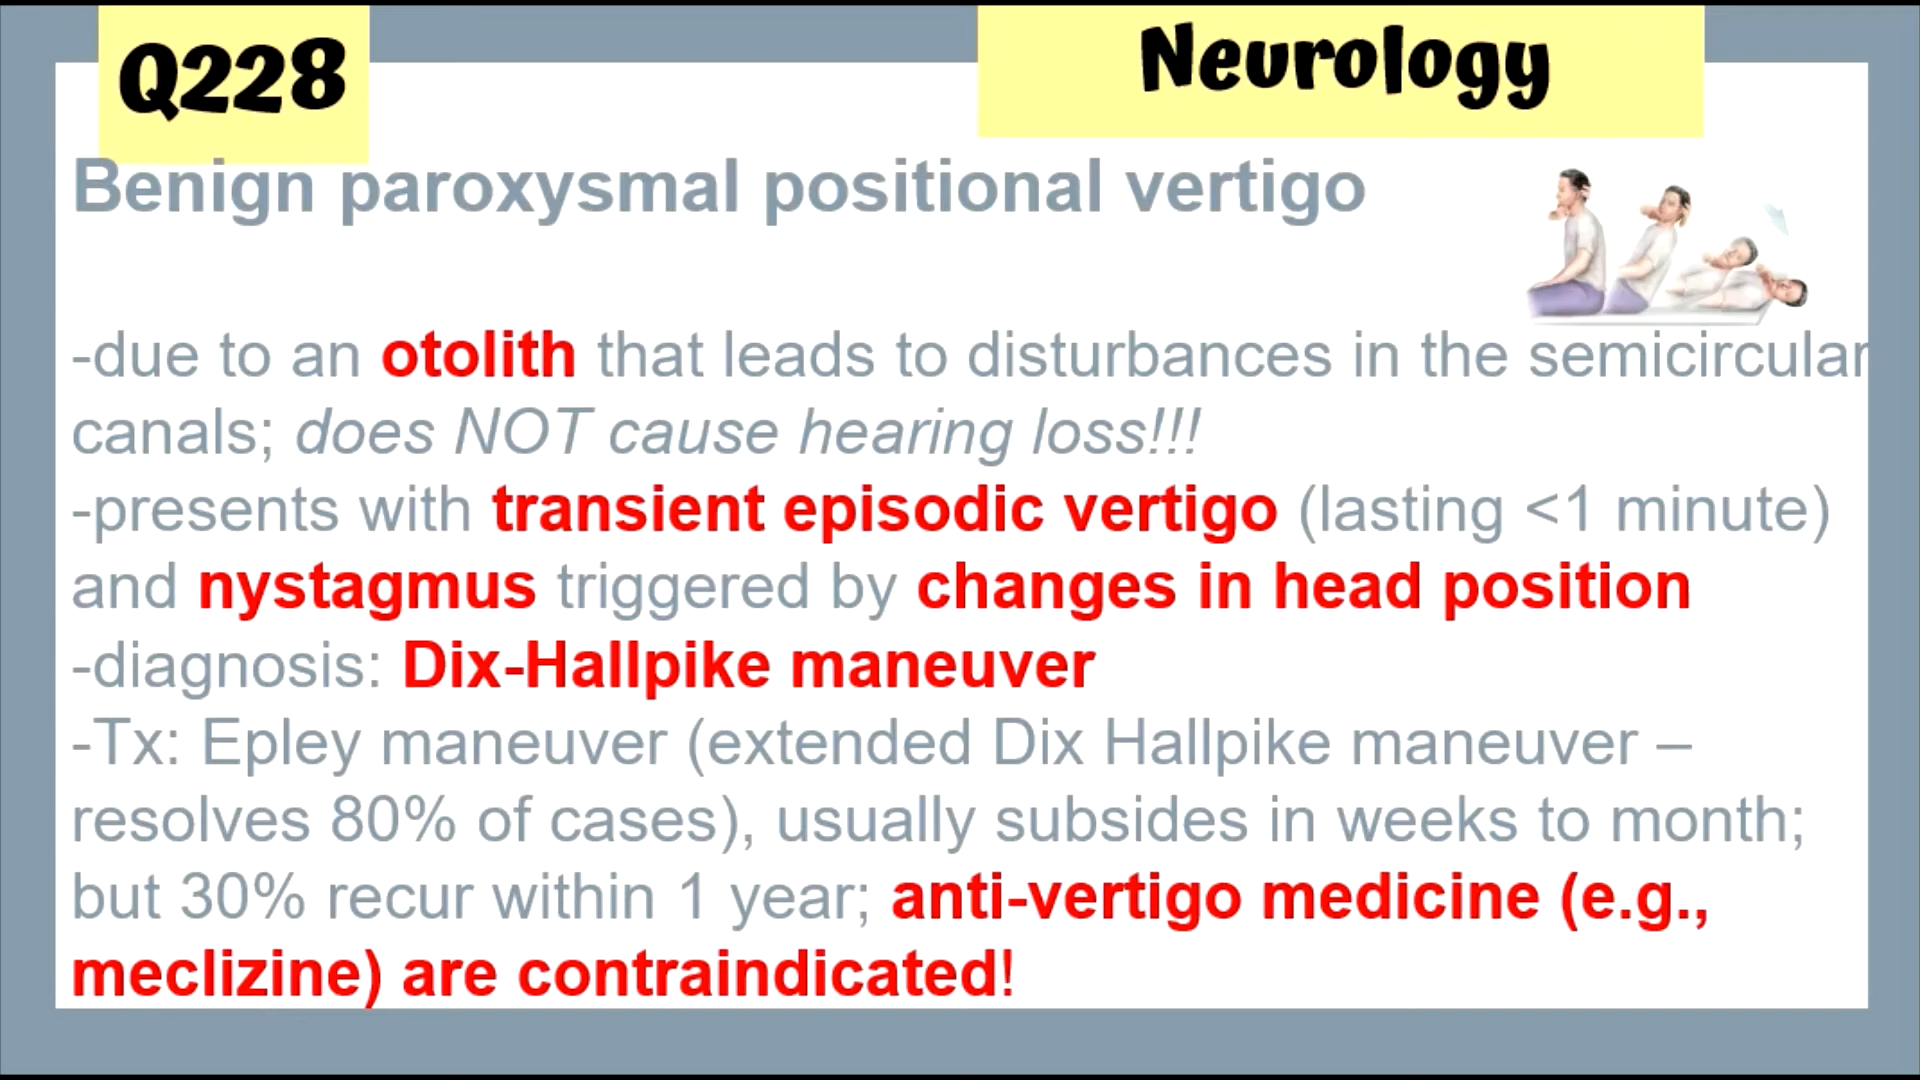 Q228
Neurology
Benign paroxysmal positional vertigo
-due to an otolith that leads to disturbances in the semicircular
canals; does NOT cause hearing loss!!!
-presents with transient episodic vertigo (lasting <1 minute)
and nystagmus triggered by changes in head position
-diagnosis: Dix-Hallpike maneuver
-Tx: Epley maneuver (extended Dix Hallpike maneuver –
resolves 80% of cases), usually subsides in weeks to month;
but 30% recur within 1 year; anti-vertigo medicine (e.g.,
meclizine) are contraindicated!